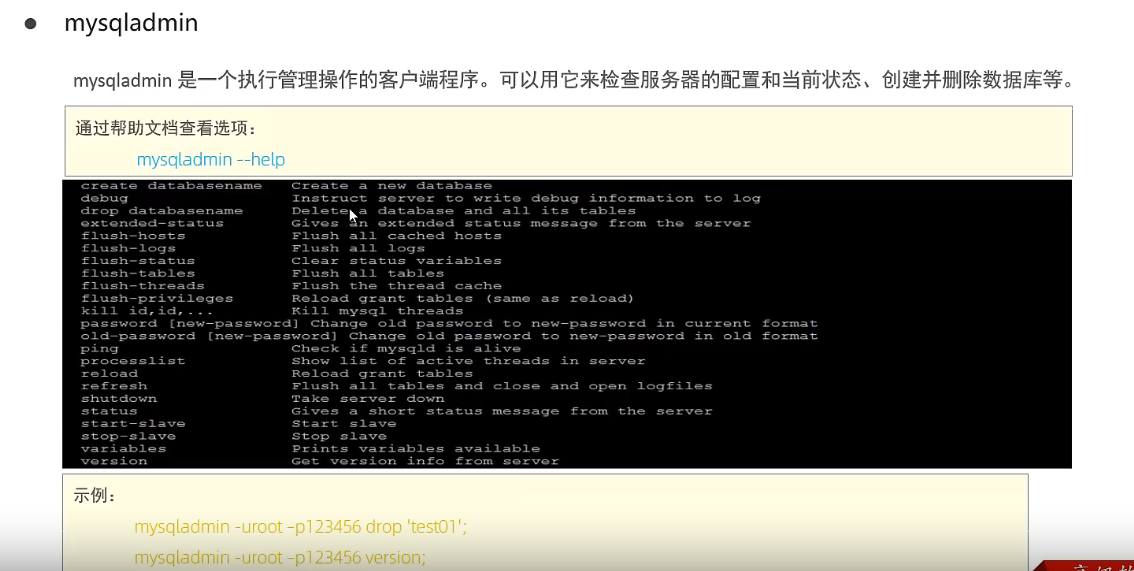 mysqladmin
mysqladmin 是一个执行管理操作的客户端程序。可以用它来检查服务器的配置和当前状态、创建并删除数据库等。
通过帮助文档查看选项：
mysqladmin --help
create databasename Create a new database
debug Instruct server to write debug information to log
drop databasename Delete a database and all its tables
extended-status Gives an extended status message from the server
flush-hosts Flush all cached hosts
flush-logs Flush all logs
flush-status Clear status variables
flush-tables Flush all tables
flush-threads Flush the thread cache
flush-privileges Reload grant tables (same as reload)
kill id,id,... Kill mysql threads
password [new-password] Change old password to new-password in current format
old-password [new-password] Change old password to new-password in old format
ping Check if mysqld is alive
processlist Show list of active threads in server
reload Reload grant tables
refresh Flush all tables and close and open logfiles
shutdown Take server down
status Gives a short status message from the server
start-slave Start slave
stop-slave Stop slave
variables Prints variables available
version Get version info from server
示例：
mysqladmin -uroot –p123456 drop 'test01';
mysqladmin -uroot –p123456 version;